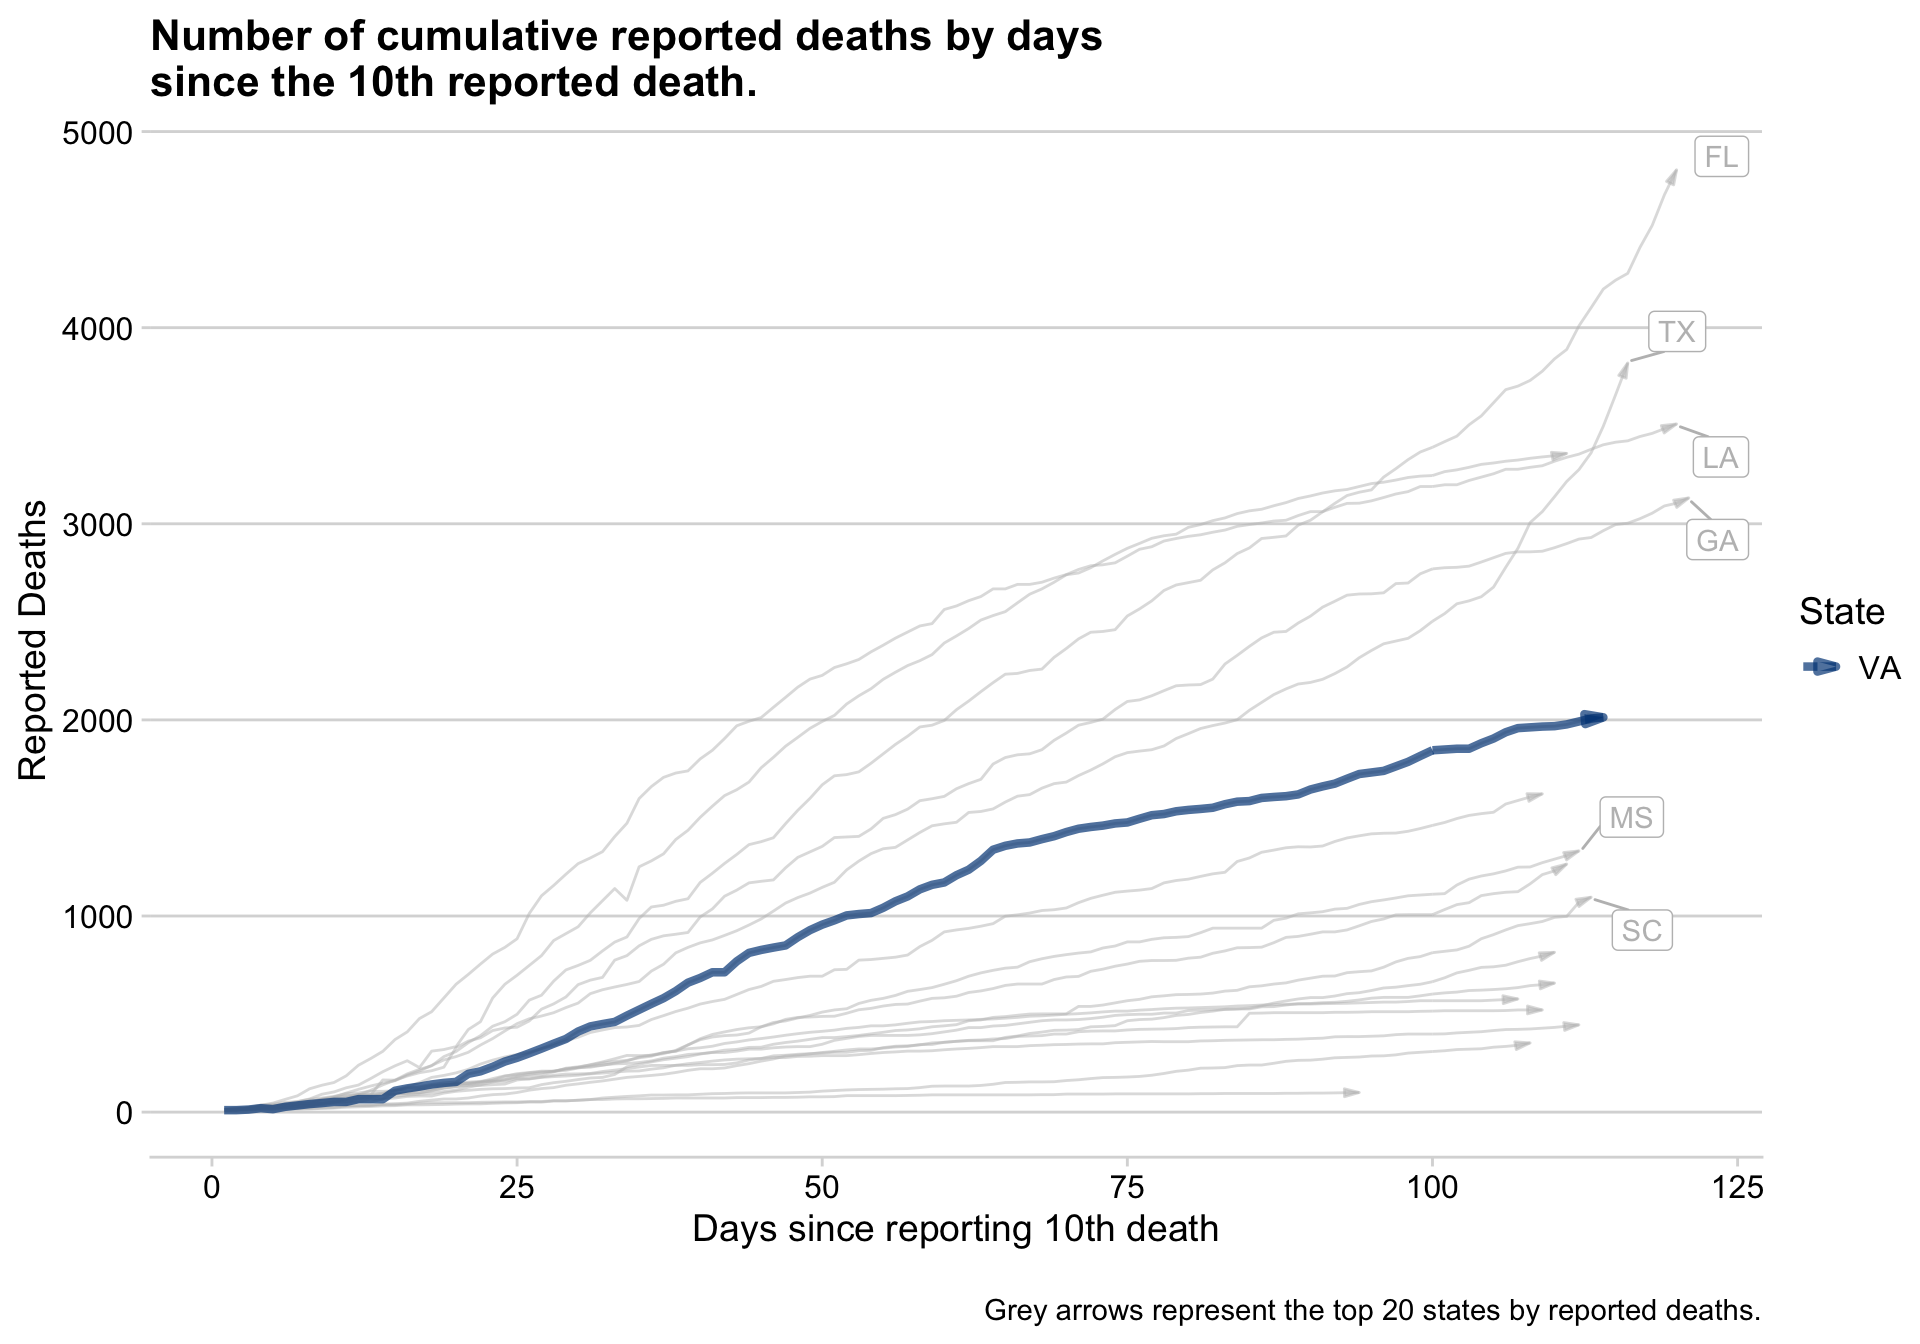 Number of cumulative reported deaths by days
since the 10th reported death.
Reported Deaths
5000
4000
3000
2000
1000
0
FL
TX
LA
GA
MS
SC
State
VA
0 25 50 75 100 125
Days since reporting 10th death
Grey arrows represent the top 20 states by reported deaths.